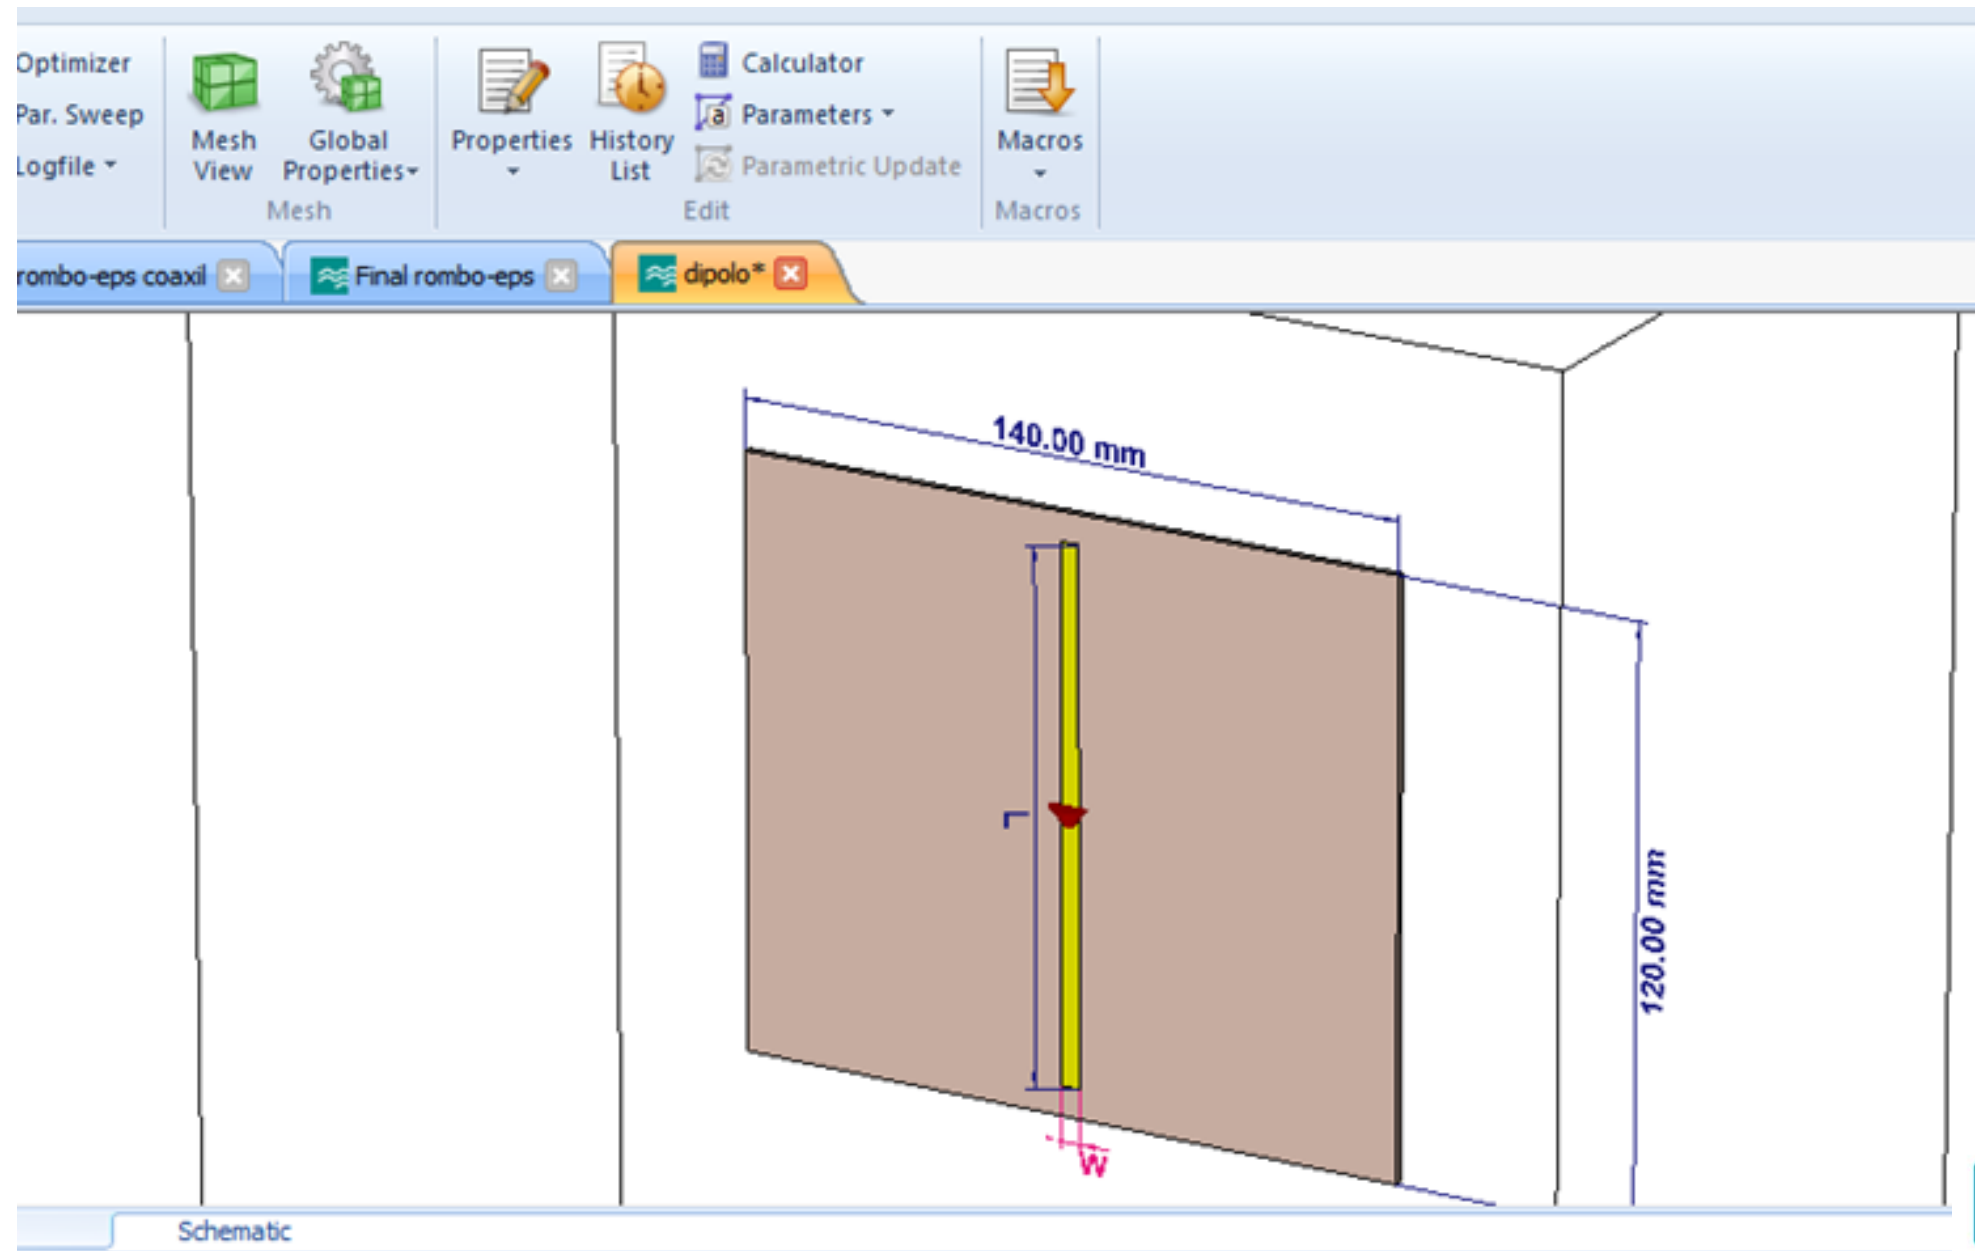 Optimizer
Par. Sweep
Logfile
Mesh
View
Global
Properties
Mesh
Properties
History
List
Calculator
Parameters
Parametric Update
Edit
Macros
Macros
rombo-eps coaxil
Final rombo-eps
dipolo*
140.00 mm
L
120.00 mm
W
Schematic